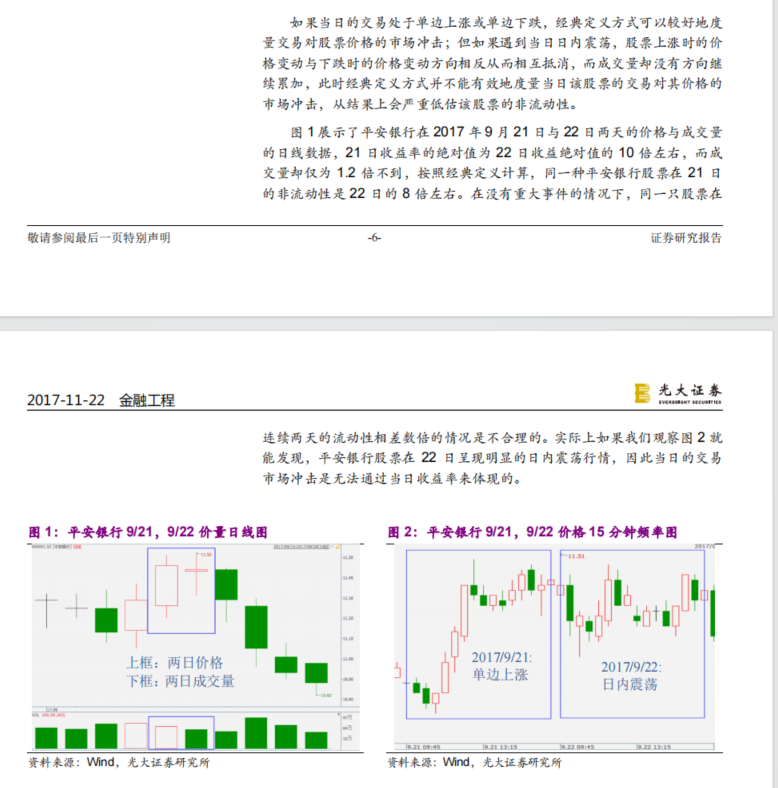 如果当日的交易处于单边上涨或单边下跌，经典定义方式可以较好地度
量交易对股票价格的市场冲击；但如果遇到当日日内震荡，股票上涨时的价
格变动与下跌时的价格变动方向相反从而相互抵消，而成交量却没有方向继
续累加，此时经典定义方式并不能有效地度量当日该股票的交易对其价格的
市场冲击，从结果上会严重低估该股票的非流动性。
图 1展示了平安银行在 2017 年 9 月 21 日与 22 日两天的价格与成交量
的日线数据，21 日收益率的绝对值为 22 日收益绝对值的 10 倍左右，而成
交量却仅为 1.2 倍不到，按照经典定义计算，同一种平安银行股票在 21 日
的非流动性是 22 日的 8 倍左右。在没有重大事件的情况下，同一只股票在
敬请参阅最后一页特别声明 -6- 证券研究报告
2017-11-22 金融工程 光大证券
EVERBRIGHT SECURITIES
连续两天的流动性相差数倍的情况是不合理的。实际上如果我们观察图 2 就
能发现，平安银行股票在 22 日呈现明显的日内震荡行情，因此当日的交易
市场冲击是无法通过当日收益率来体现的。
图 1：平安银行 9/21，9/22 价量日线图
上框：两日价格
下框：两日成交量
资料来源：Wind，光大证券研究所
图 2：平安银行 9/21，9/22 价格 15 分钟频率图
11.51
2017/9/21:
单边上涨
2017/9/22:
日内震荡
9.21 09:45 9.21 13:15 9.22 09:45 9.22 13:15
资料来源：Wind，光大证券研究所